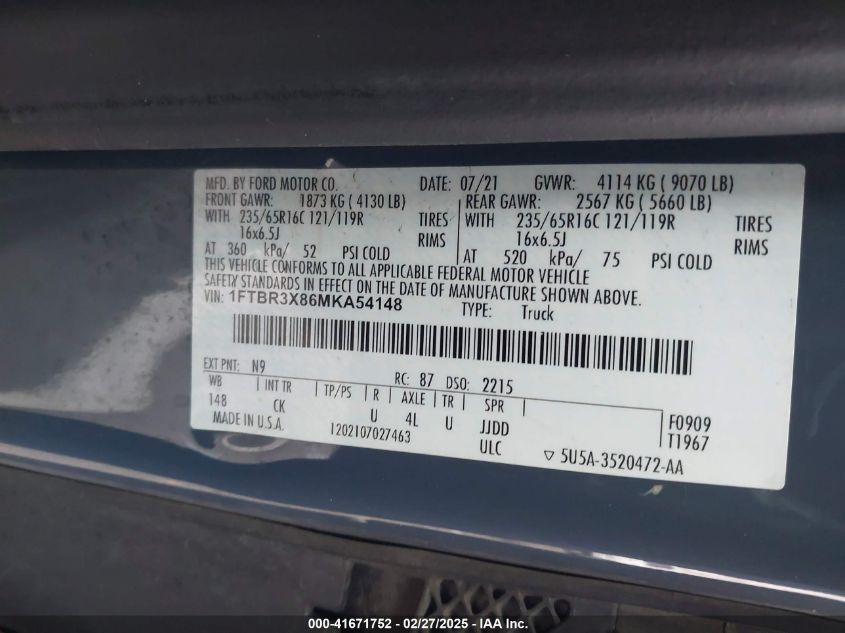 MFD. BY FORD MOTOR CO. DATE: 07/21 GVWR: 4114 KG ( 9070 LB)
FRONT GAWR: 1873 KG ( 4130 LB) REAR GAWR: 2567 KG ( 5660 LB)
WITH 235/65R16C 121/119R TIRES WITH 235/65R16C 121/119R TIRES
16x6.5J RIMS 16x6.5J RIMS
AT 360 kPa/ 52 PSI COLD AT 520 kPa/ 75 PSI COLD
THIS VEHICLE CONFORMS TO ALL APPLICABLE FEDERAL MOTOR VEHICLE
SAFETY STANDARDS IN EFFECT ON THE DATE OF MANUFACTURE SHOWN ABOVE.
VIN: 1FTBR3X86MKA54148 TYPE: Truck
EXT PNT: N9 RC: 87 DSO: 2215
WB INT TR TP/PS R AXLE TR SPR
148 CK U 4L U JJDD F0909
MADE IN U.S.A. 1202107027463 ULC T1967
▽ 5U5A-3520472-AA
000-41671752 — 02/27/2025 — IAA, Inc.